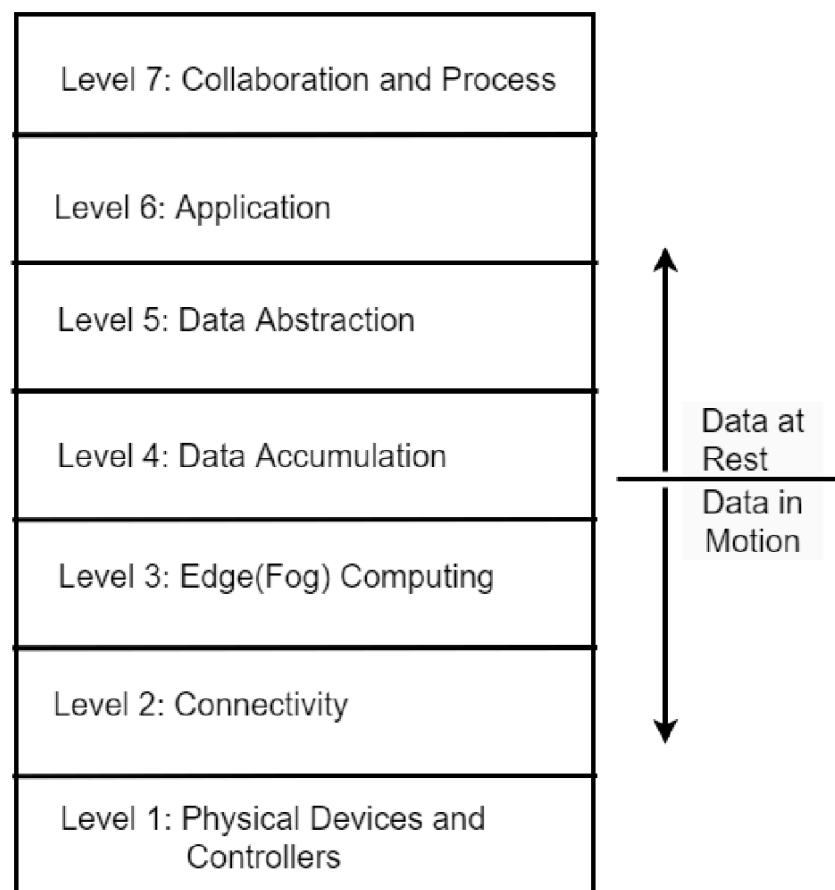 Level 7: Collaboration and Process
Level 6: Application
Level 5: Data Abstraction
Level 4: Data Accumulation
Level 3: Edge(Fog) Computing
Level 2: Connectivity
Level 1: Physical Devices and
Controllers
Data at
Rest
Data in
Motion